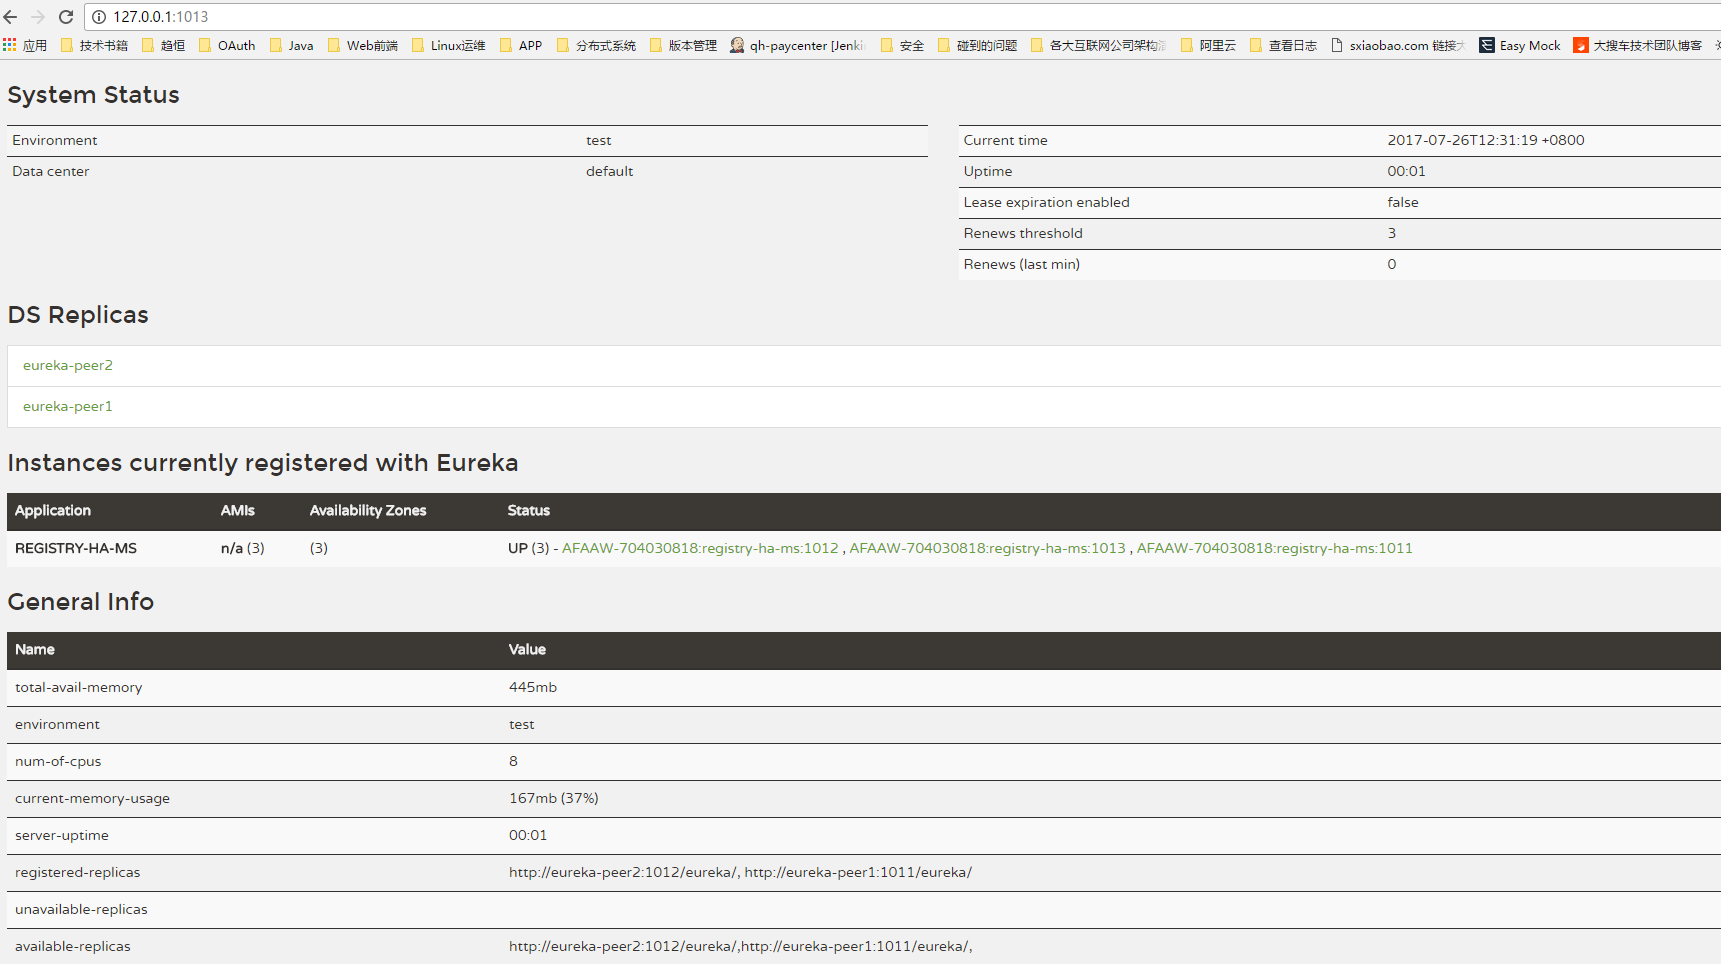 127.0.0.1:1013
应用 技术书籍 趋恒 OAuth Java Web前端 Linux运维 APP 分布式系统 版本管理 qh-paycenter [Jenki 安全 碰到的问题 各大互联网公司架构 阿里云 查看日志 sxiaobao.com 链接 Easy Mock 大搜车技术团队博客
System Status
Environment test
Data center default
Current time 2017-07-26T12:31:19 +0800
Uptime 00:01
Lease expiration enabled false
Renews threshold 3
Renews (last min) 0
DS Replicas
eureka-peer2
eureka-peer1
Instances currently registered with Eureka
Application AMIs Availability Zones Status
REGISTRY-HA-MS n/a (3) (3) UP (3) - AFAAW-704030818:registry-ha-ms:1012 , AFAAW-704030818:registry-ha-ms:1013 , AFAAW-704030818:registry-ha-ms:1011
General Info
Name Value
total-avail-memory 445mb
environment test
num-of-cpus 8
current-memory-usage 167mb (37%)
server-uptime 00:01
registered-replicas http://eureka-peer2:1012/eureka/, http://eureka-peer1:1011/eureka/
unavailable-replicas
available-replicas http://eureka-peer2:1012/eureka/,http://eureka-peer1:1011/eureka/,